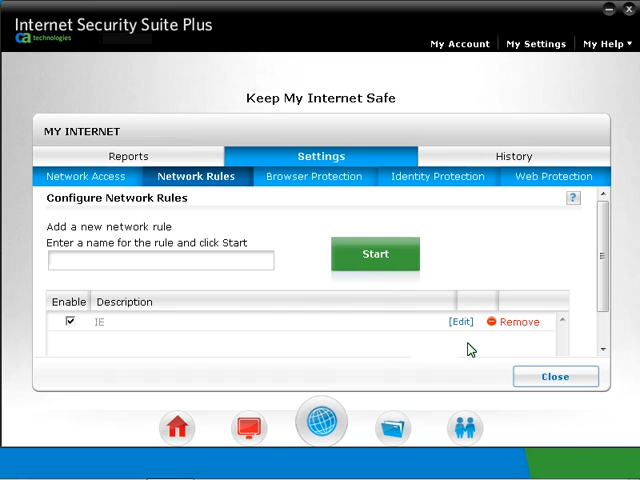 Internet Security Suite Plus
ca technologies
My Account My Settings My Help
Keep My Internet Safe
MY INTERNET
Reports Settings History
Network Access Network Rules Browser Protection Identity Protection Web Protection
Configure Network Rules ?
Add a new network rule
Enter a name for the rule and click Start
Start
Enable Description
IE [Edit] Remove
Close